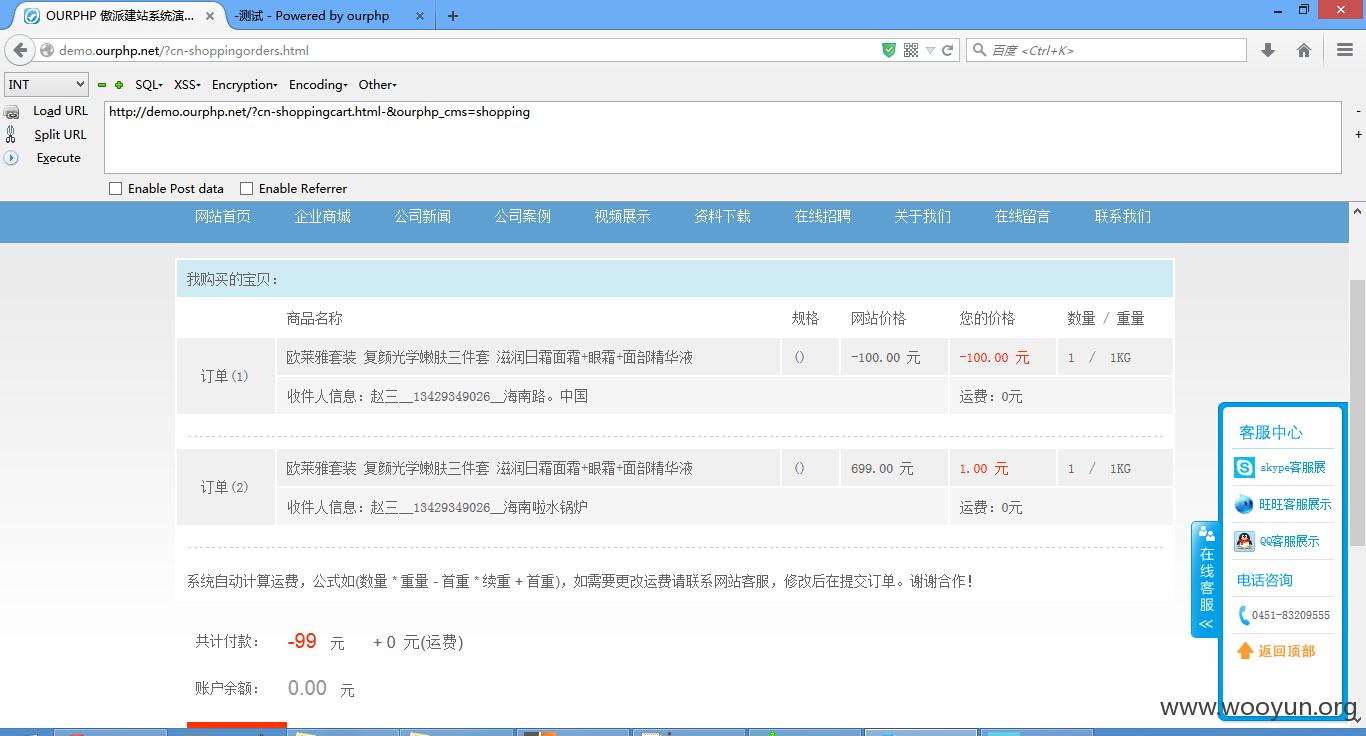 OURPHP 傲派建站系统演...
-测试 - Powered by ourphp
demo.ourphp.net/?cn-shoppingorders.html
百度 <Ctrl+K>
INT SQL- XSS- Encryption- Encoding- Other-
Load URL
Split URL
Execute
http://demo.ourphp.net/?cn-shoppingcart.html-&ourphp_cms=shopping
Enable Post data Enable Referrer
网站首页 企业商城 公司新闻 公司案例 视频展示 资料下载 在线招聘 关于我们 在线留言 联系我们
我购买的宝贝：
商品名称 规格 网站价格 您的价格 数量 / 重量
订单(1)
欧莱雅套装 复颜光学嫩肤三件套 滋润日霜面霜+眼霜+面部精华液 () -100.00 元 -100.00 元 1 / 1KG
收件人信息：赵三__13429349026__海南路。中国 运费：0元
订单(2)
欧莱雅套装 复颜光学嫩肤三件套 滋润日霜面霜+眼霜+面部精华液 () 699.00 元 1.00 元 1 / 1KG
收件人信息：赵三__13429349026__海南啦水锅炉 运费：0元
系统自动计算运费，公式如(数量 * 重量 - 首重 * 续重 + 首重)，如需要更改运费请联系网站客服，修改后在提交订单。谢谢合作！
共计付款： -99 元 + 0 元(运费)
账户余额： 0.00 元
在线客服
<<
客服中心
skype客服展
旺旺客服展示
QQ客服展示
电话咨询
0451-83209555
返回顶部
www.wooyun.org